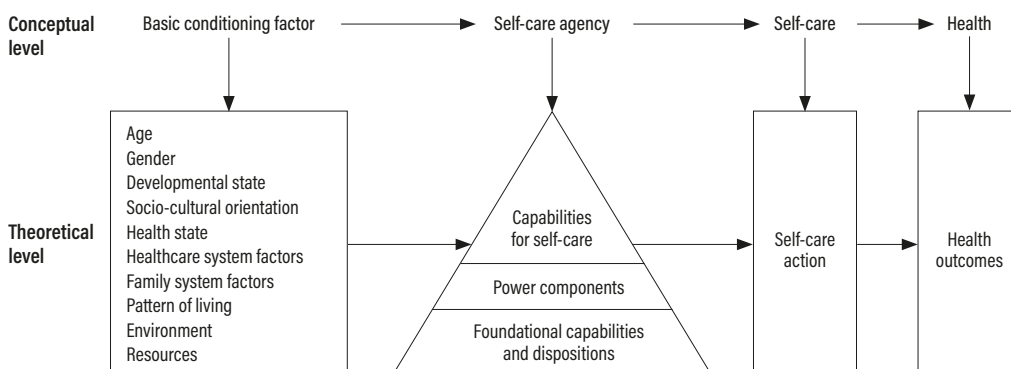 Conceptual
level
Basic conditioning factor
Self-care agency
Self-care
Health
Theoretical
level
Age
Gender
Developmental state
Socio-cultural orientation
Health state
Healthcare system factors
Family system factors
Pattern of living
Environment
Resources
Capabilities
for self-care
Power components
Foundational capabilities
and dispositions
Self-care
action
Health
outcomes